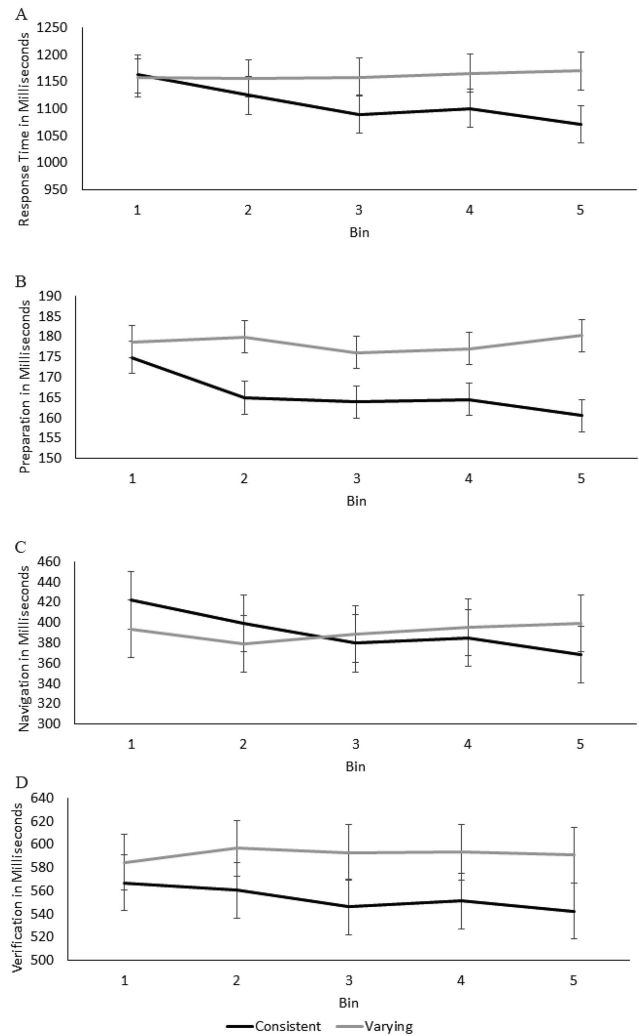 A
Response Time in Milliseconds
1250
1200
1150
1100
1050
1000
950
1 2 3 4 5
Bin
B
Preparation in Milliseconds
190
185
180
175
170
165
160
155
150
1 2 3 4 5
Bin
C
Navigation in Milliseconds
460
440
420
400
380
360
340
320
300
1 2 3 4 5
Bin
D
Verification in Milliseconds
640
620
600
580
560
540
520
500
1 2 3 4 5
Bin
Consistent Varying